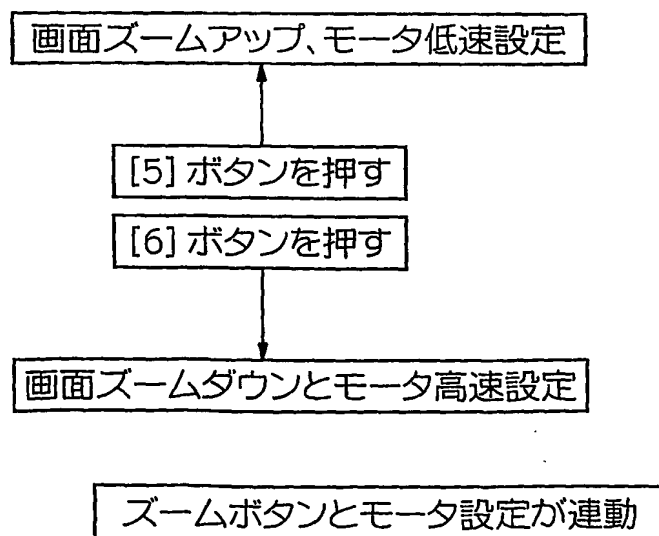 画面ズームアップ、モータ低速設定
[5] ボタンを押す
[6] ボタンを押す
画面ズームダウンとモータ高速設定
ズームボタンとモータ設定が連動